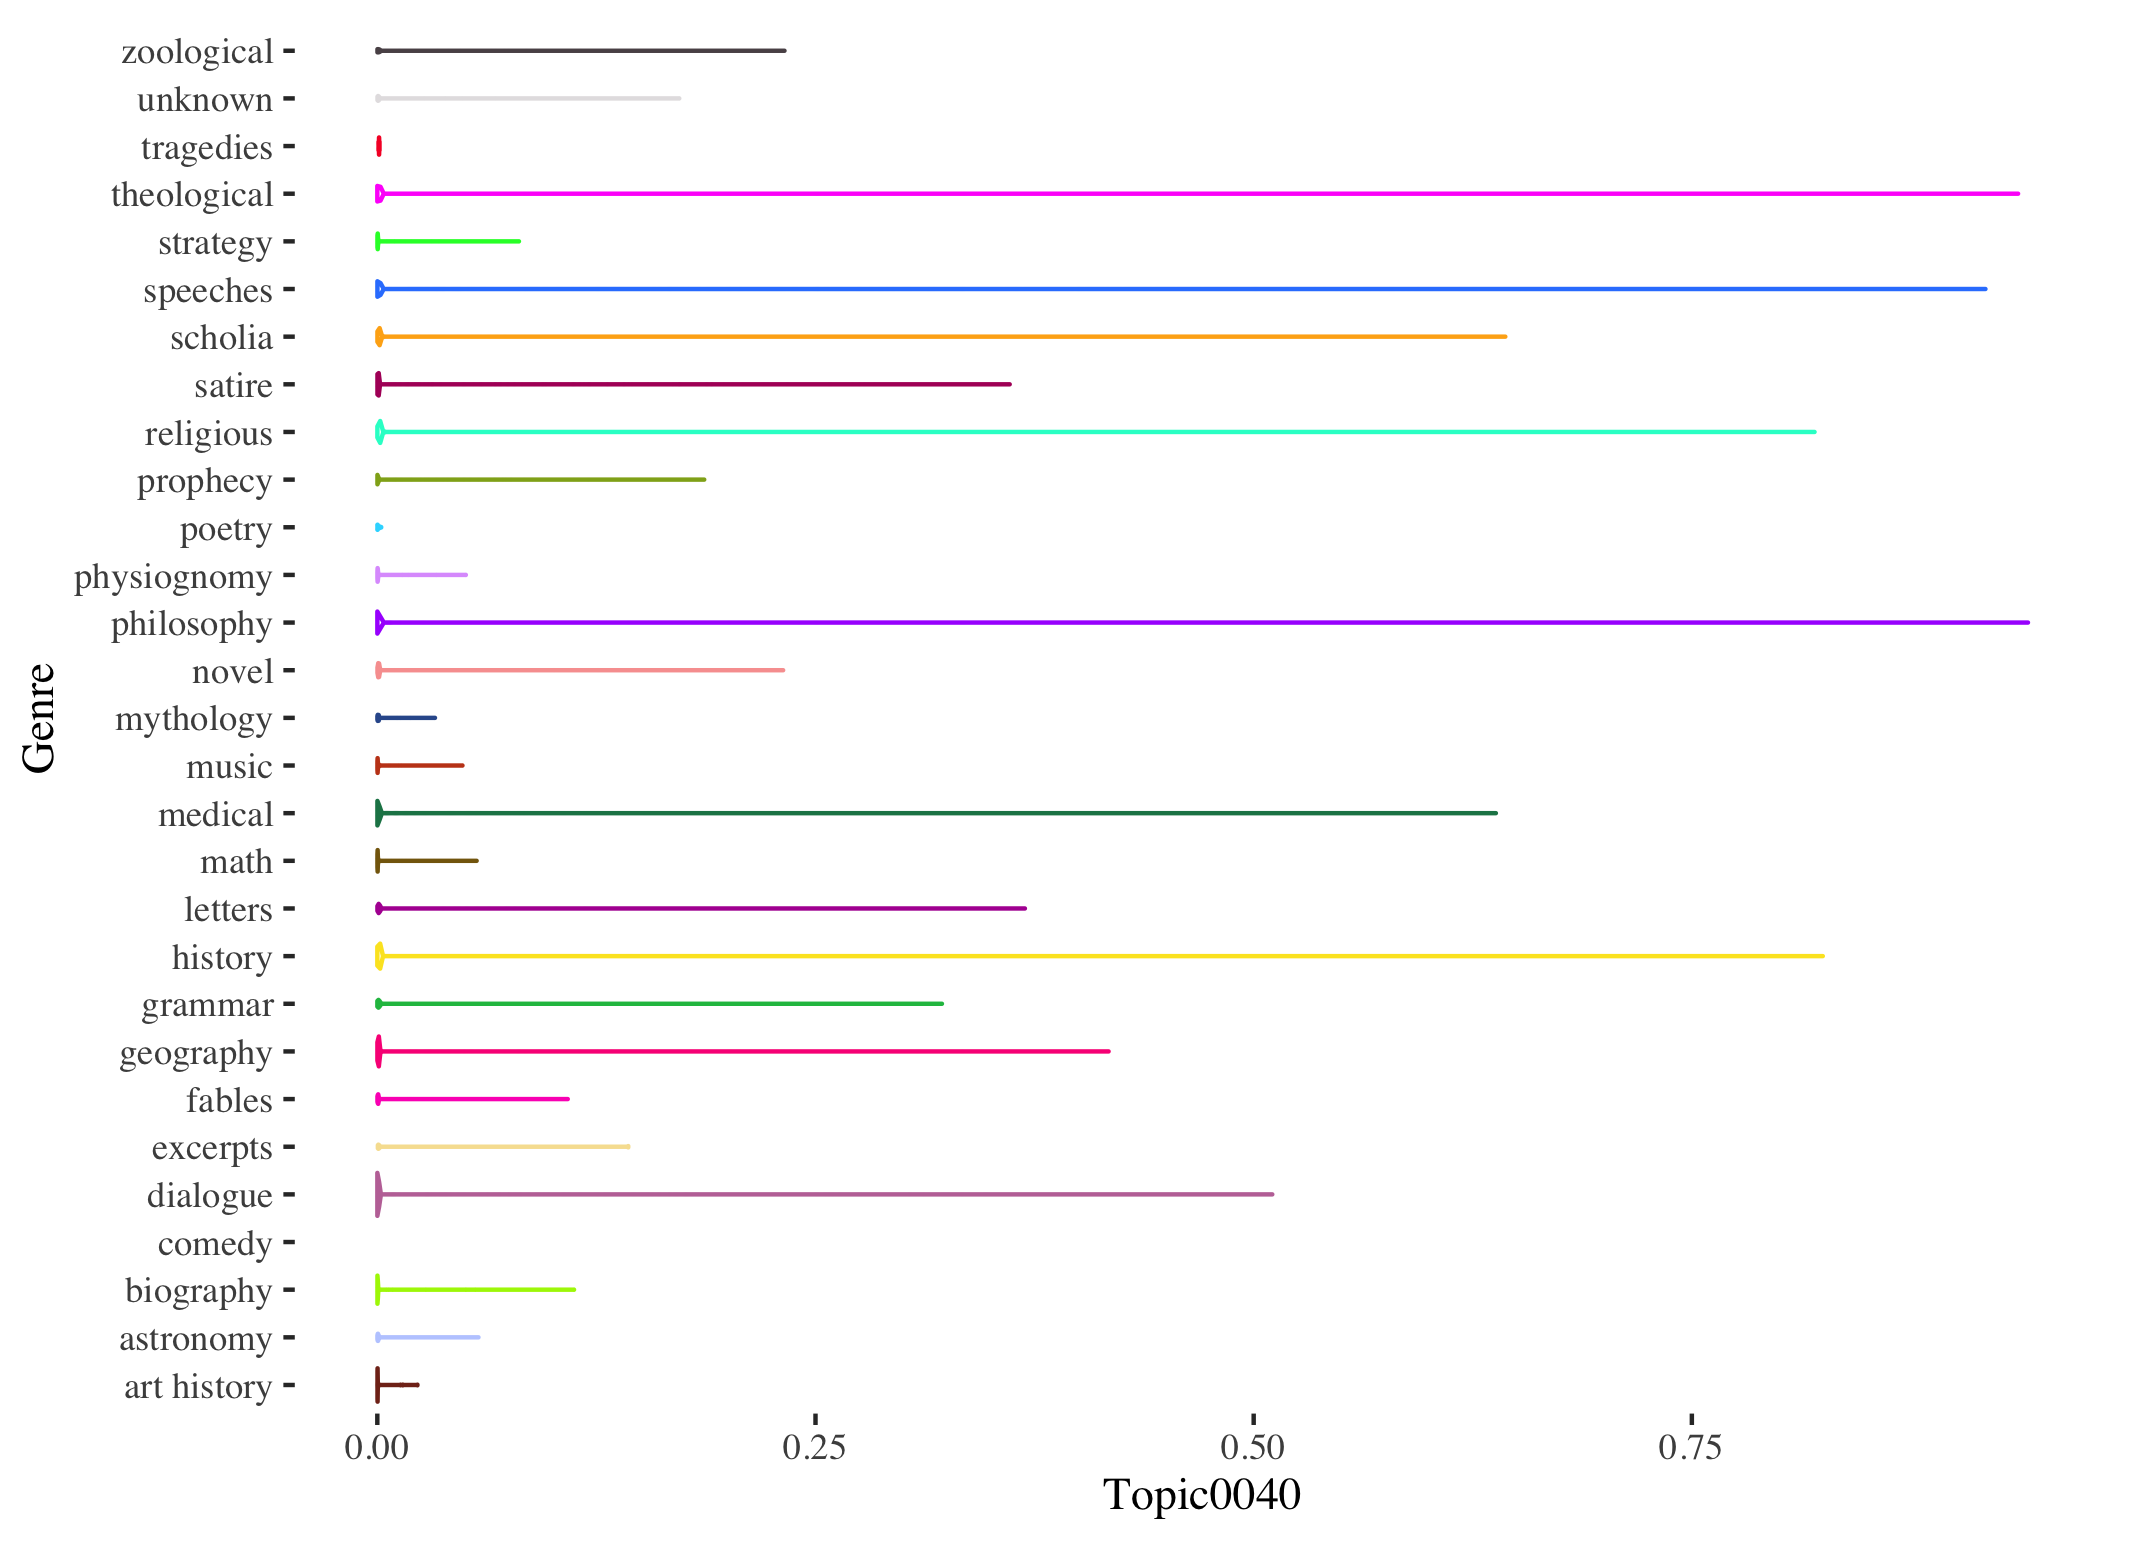 zoological
unknown
tragedies
theological
strategy
speeches
scholia
satire
religious
prophecy
poetry
physiognomy
philosophy
novel
mythology
music
medical
math
letters
history
grammar
geography
fables
excerpts
dialogue
comedy
biography
astronomy
art history
Genre
0.00 0.25 0.50 0.75
Topic0040